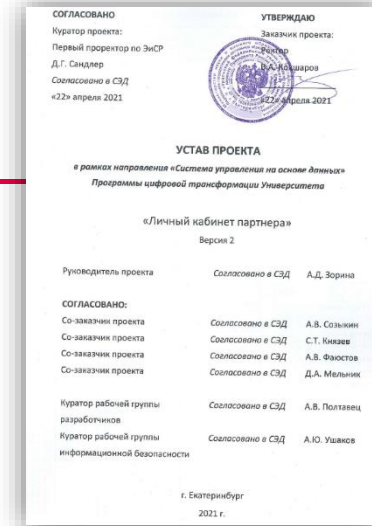 СОГЛАСОВАНО
Куратор проекта:
Первый проректор по ЭиСР
Д.Г. Сандлер
Согласовано в СЭД
«22» апреля 2021
УТВЕРЖДАЮ
Заказчик проекта:
Ректор
В.А. Кокшаров
«22» апреля 2021
УСТАВ ПРОЕКТА
в рамках направления «Система управления на основе данных»
Программы цифровой трансформации Университета
«Личный кабинет партнера»
Версия 2
Руководитель проекта Согласовано в СЭД А.Д. Зорина
СОГЛАСОВАНО:
Со-заказчик проекта Согласовано в СЭД А.В. Созыкин
Со-заказчик проекта Согласовано в СЭД С.Т. Князев
Со-заказчик проекта Согласовано в СЭД А.В. Фаюстов
Со-заказчик проекта Согласовано в СЭД Д.А. Мельник
Куратор рабочей группы Согласовано в СЭД А.В. Полтавец
разработчиков
Куратор рабочей группы Согласовано в СЭД А.Ю. Ушаков
информационной безопасности
г. Екатеринбург
2021 г.